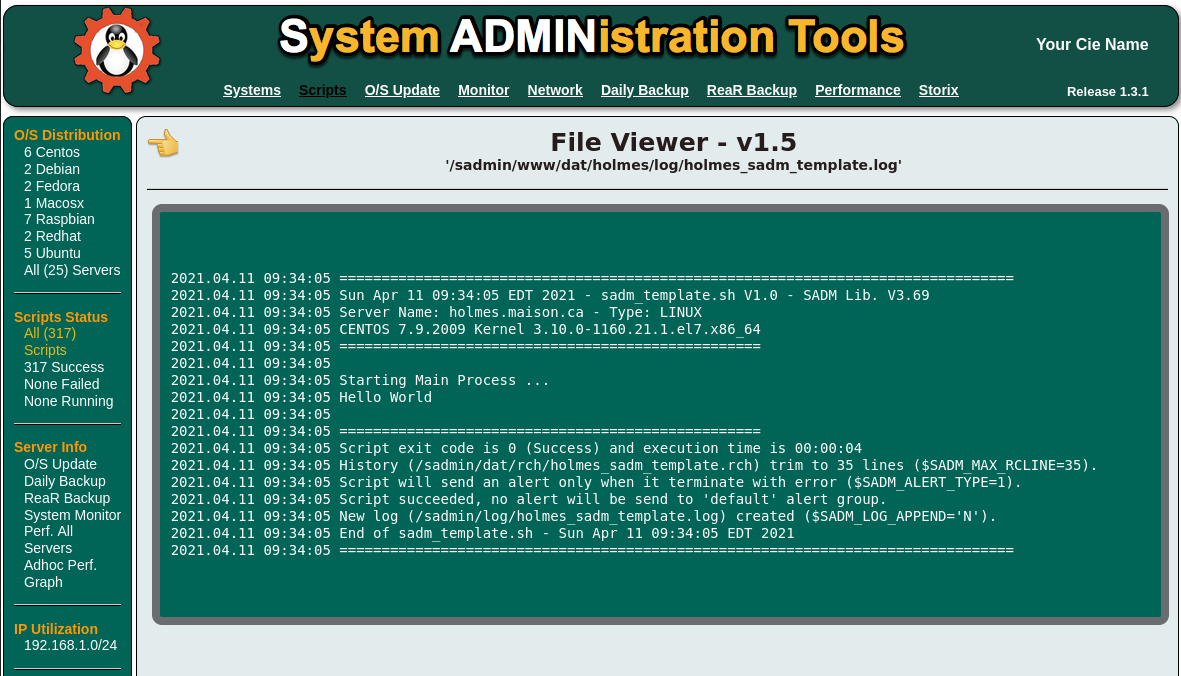 System ADMINistration Tools
Your Cie Name
Systems Scripts O/S Update Monitor Network Daily Backup ReaR Backup Performance Storix
Release 1.3.1
O/S Distribution
6 Centos
2 Debian
2 Fedora
1 Macosx
7 Raspbian
2 Redhat
5 Ubuntu
All (25) Servers
Scripts Status
All (317)
Scripts
317 Success
None Failed
None Running
Server Info
O/S Update
Daily Backup
ReaR Backup
System Monitor
Perf. All
Servers
Adhoc Perf.
Graph
IP Utilization
192.168.1.0/24
File Viewer - v1.5
'/sadmin/www/dat/holmes/log/holmes_sadm_template.log'
2021.04.11 09:34:05 ================================================================================
2021.04.11 09:34:05 Sun Apr 11 09:34:05 EDT 2021 - sadm_template.sh V1.0 - SADM Lib. V3.69
2021.04.11 09:34:05 Server Name: holmes.maison.ca - Type: LINUX
2021.04.11 09:34:05 CENTOS 7.9.2009 Kernel 3.10.0-1160.21.1.el7.x86_64
2021.04.11 09:34:05 ==================================================
2021.04.11 09:34:05
2021.04.11 09:34:05 Starting Main Process ...
2021.04.11 09:34:05 Hello World
2021.04.11 09:34:05
2021.04.11 09:34:05 ==================================================
2021.04.11 09:34:05 Script exit code is 0 (Success) and execution time is 00:00:04
2021.04.11 09:34:05 History (/sadmin/dat/rch/holmes_sadm_template.rch) trim to 35 lines ($SADM_MAX_RCLINE=35).
2021.04.11 09:34:05 Script will send an alert only when it terminate with error ($SADM_ALERT_TYPE=1).
2021.04.11 09:34:05 Script succeeded, no alert will be send to 'default' alert group.
2021.04.11 09:34:05 New log (/sadmin/log/holmes_sadm_template.log) created ($SADM_LOG_APPEND='N').
2021.04.11 09:34:05 End of sadm_template.sh - Sun Apr 11 09:34:05 EDT 2021
2021.04.11 09:34:05 ================================================================================